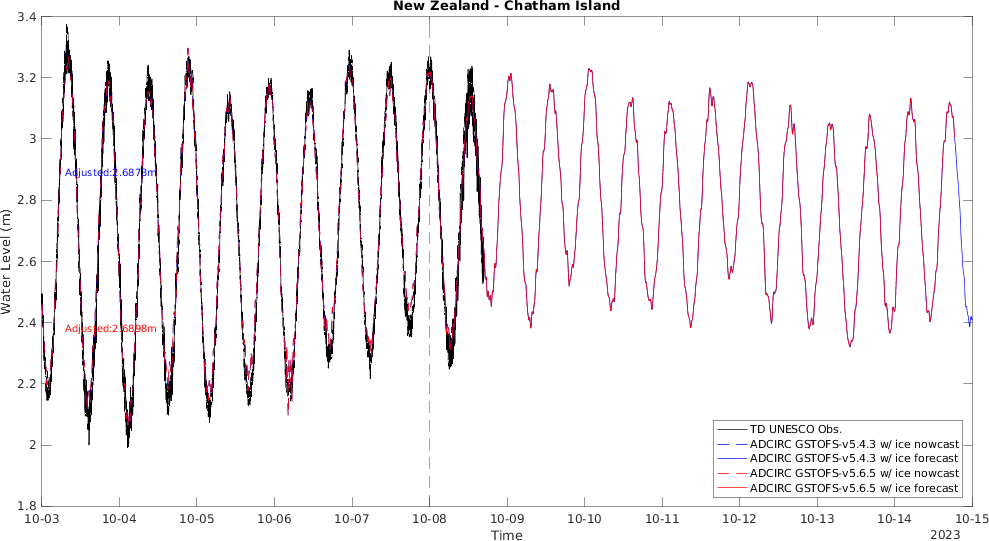 New Zealand - Chatham Island
3.4
3.2
3
2.8
2.6
2.4
2.2
2
1.8
Water Level (m)
Adjusted:2.6873m
Adjusted:2.6898m
TD UNESCO Obs.
ADCIRC GSTOFS-v5.4.3 w/ ice nowcast
ADCIRC GSTOFS-v5.4.3 w/ ice forecast
ADCIRC GSTOFS-v5.6.5 w/ ice nowcast
ADCIRC GSTOFS-v5.6.5 w/ ice forecast
10-03 10-04 10-05 10-06 10-07 10-08 10-09 10-10 10-11 10-12 10-13 10-14 10-15
Time
2023